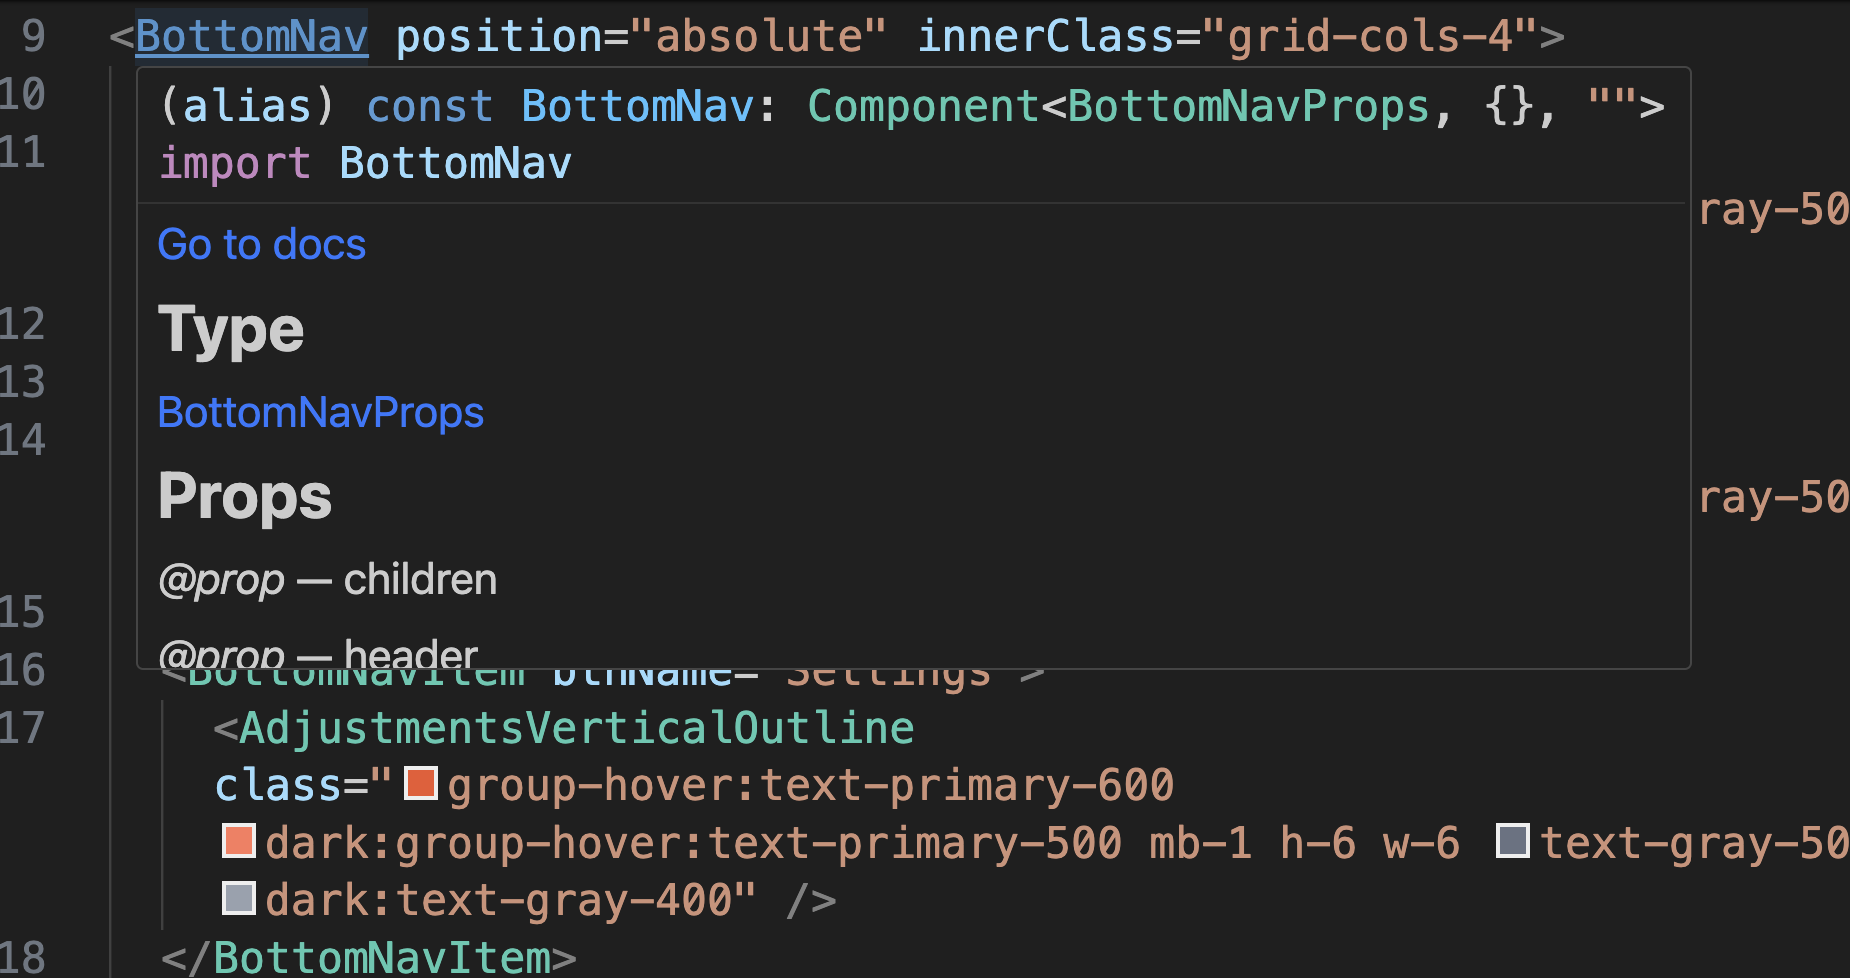 9 <BottomNav position="absolute" innerClass="grid-cols-4">
10 (alias) const BottomNav: Component<BottomNavProps, {}, "">
11 import BottomNav
ray-50
Go to docs
12 Type
13 BottomNavProps
14
Props ray-50
@prop — children
15
@prop — header
16 <BottomNavItem btnName="Settings">
17 <AdjustmentsVerticalOutline
class="group-hover:text-primary-600
dark:group-hover:text-primary-500 mb-1 h-6 w-6 text-gray-50
dark:text-gray-400" />
18 </BottomNavItem>